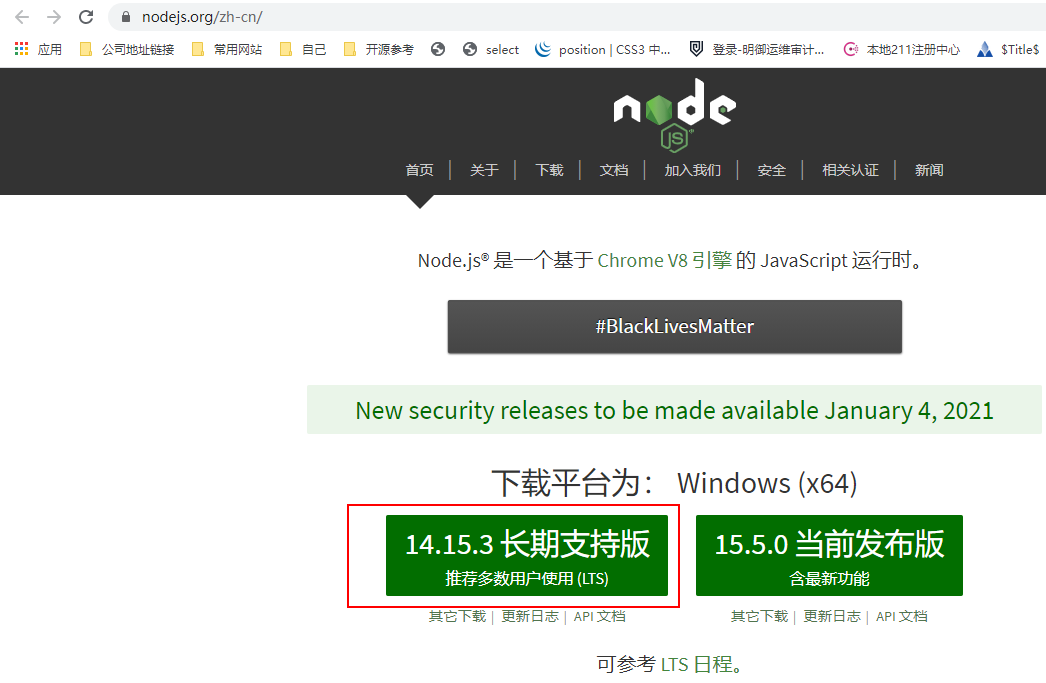 nodejs.org/zh-cn/
应用 公司地址链接 常用网站 自己 开源参考 select position | CSS3 中... 登录-明御运维审计... 本地211注册中心 $Title$
node
JS
首页 | 关于 | 下载 | 文档 | 加入我们 | 安全 | 相关认证 | 新闻
Node.js® 是一个基于 Chrome V8 引擎 的 JavaScript 运行时。
#BlackLivesMatter
New security releases to be made available January 4, 2021
下载平台为： Windows (x64)
14.15.3 长期支持版 15.5.0 当前发布版
推荐多数用户使用 (LTS) 含最新功能
其它下载 | 更新日志 | API 文档 其它下载 | 更新日志 | API 文档
可参考 LTS 日程。